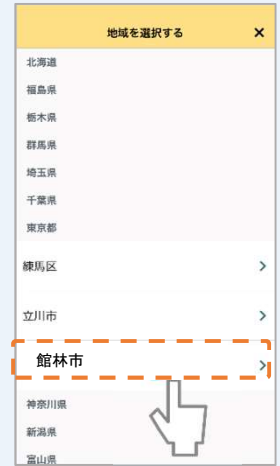 地域を選択する ×
北海道
福島県
栃木県
群馬県
埼玉県
千葉県
東京都
練馬区
立川市
館林市
神奈川県
新潟県
富山県